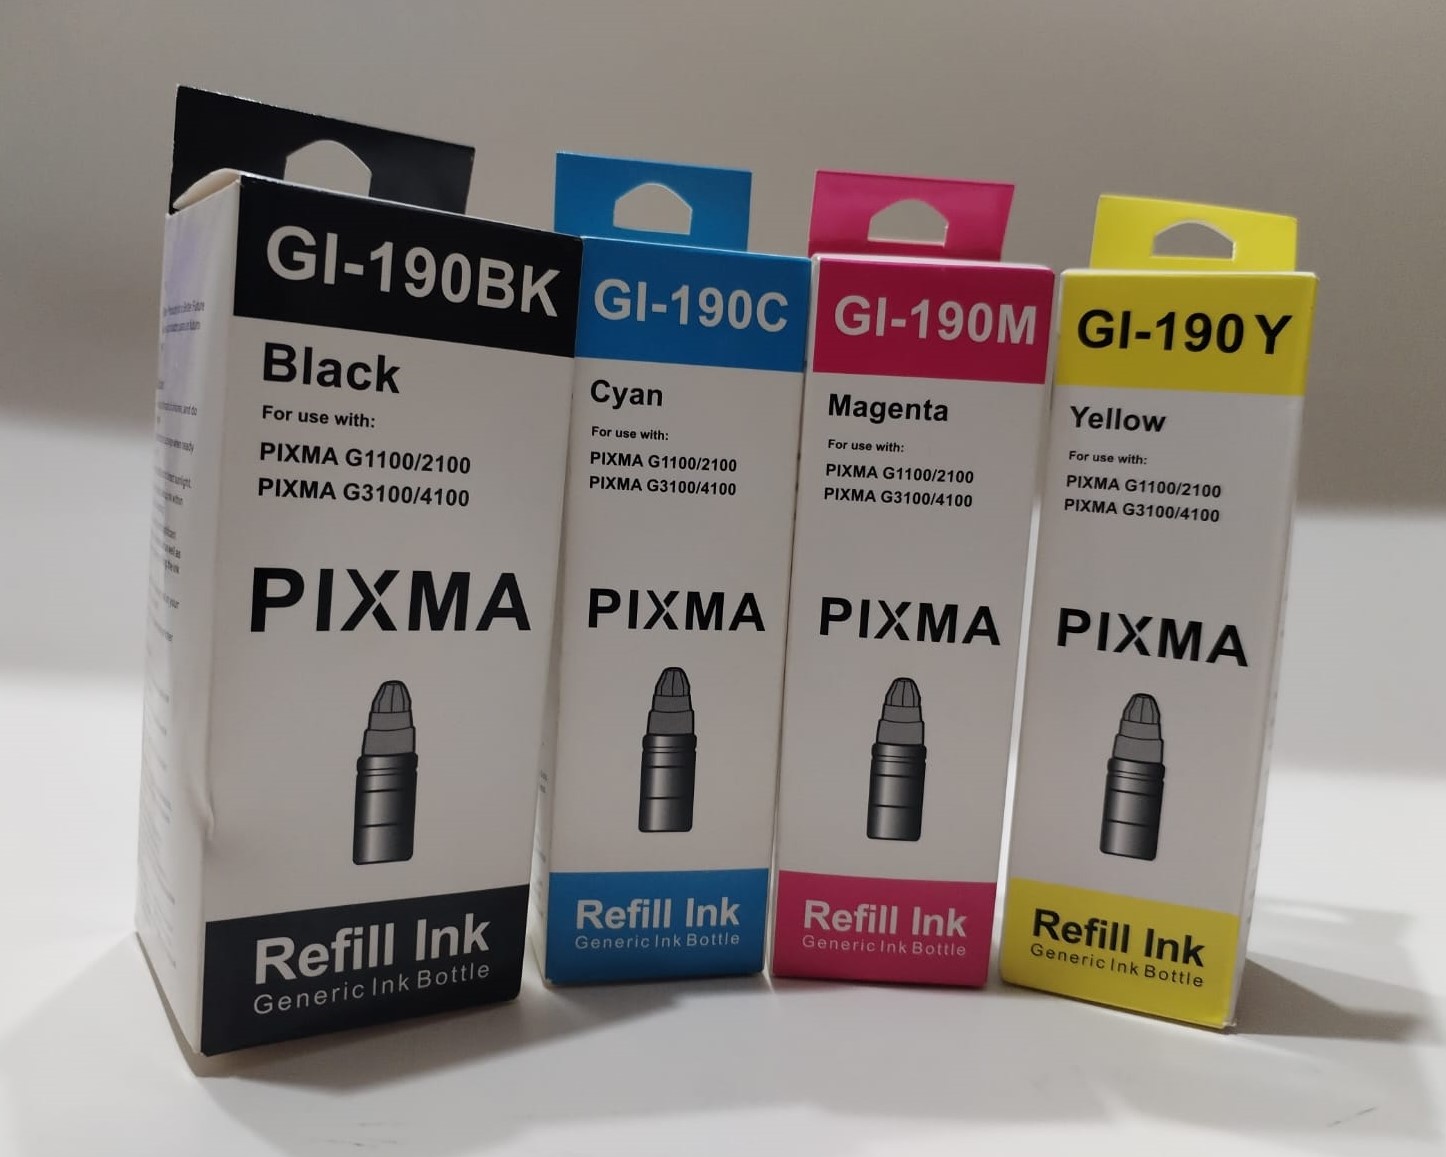 GI-190BK
Black
For use with:
PIXMA G1100/2100
PIXMA G3100/4100
PIXMA
Refill Ink
Generic Ink Bottle
GI-190C
Cyan
For use with:
PIXMA G1100/2100
PIXMA G3100/4100
PIXMA
Refill Ink
Generic Ink Bottle
GI-190M
Magenta
For use with:
PIXMA G1100/2100
PIXMA G3100/4100
PIXMA
Refill Ink
Generic Ink Bottle
GI-190Y
Yellow
For use with:
PIXMA G1100/2100
PIXMA G3100/4100
PIXMA
Refill Ink
Generic Ink Bottle